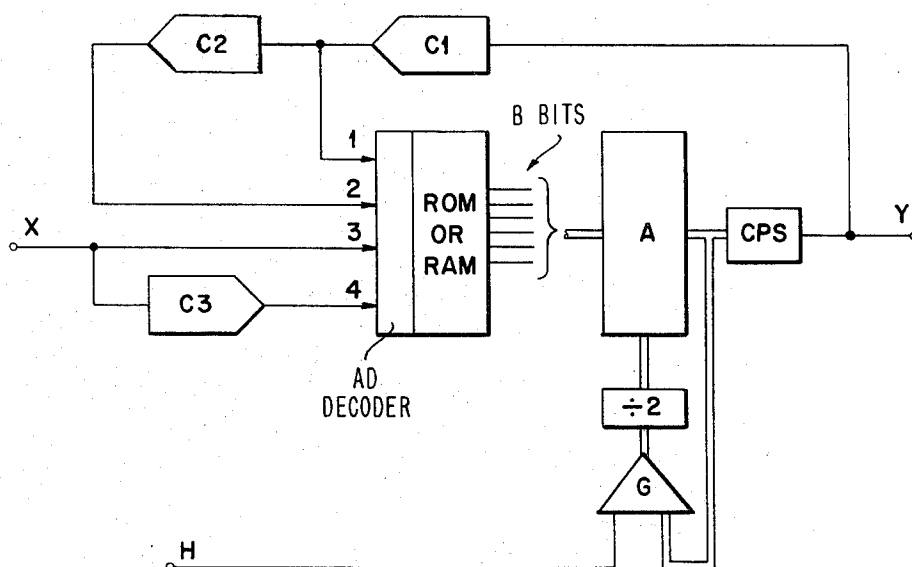 C2
C1
B BITS
1
2
3
4
ROM
OR
RAM
A
CPS
Y
X
C3
AD
DECODER
÷2
G
H